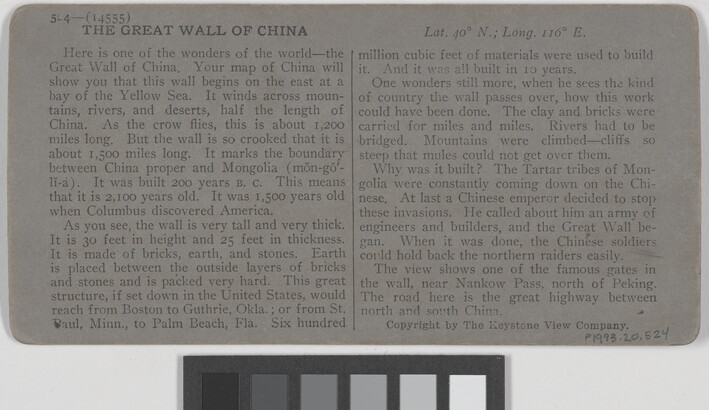 54—(14555)
THE GREAT WALL OF CHINA
Here is one of the wonders of the world—the
Great Wall of China. Your map of China will
show you that this wall begins on the east at a
bay of the Yellow Sea. It winds across moun-
tains, rivers, and deserts, half the length of
China. As the crow flies, this is about 1,200
miles long. But the wall is so crooked that it is
about 1,500 miles long. It marks the boundary
between China proper and Mongolia (mŏn-gō´-
lĭ-á). It was built 200 years B. C. This means
that it is 2,100 years old. It was 1,500 years old
when Columbus discovered America.
As you see, the wall is very tall and very thick.
It is 30 feet in height and 25 feet in thickness.
It is made of bricks, earth, and stones. Earth
is placed between the outside layers of bricks
and stones and is packed very hard. This great
structure, if set down in the United States, would
reach from Boston to Guthrie, Okla.; or from St.
Paul, Minn., to Palm Beach, Fla. Six hundred
Lat. 40° N.; Long. 116° E.
million cubic feet of materials were used to build
it. And it was all built in 10 years.
One wonders still more, when he sees the kind
of country the wall passes over, how this work
could have been done. The clay and bricks were
carried for miles and miles. Rivers had to be
bridged. Mountains were climbed—cliffs so
steep that mules could not get over them.
Why was it built? The Tartar tribes of Mon-
golia were constantly coming down on the Chi-
nese. At last a Chinese emperor decided to stop
these invasions. He called about him an army of
engineers and builders, and the Great Wall be-
gan. When it was done, the Chinese soldiers
could hold back the northern raiders easily.
The view shows one of the famous gates in
the wall, near Nankow Pass, north of Peking.
The road here is the great highway between
north and south China.
Copyright by The Keystone View Company.
P1993.20.524